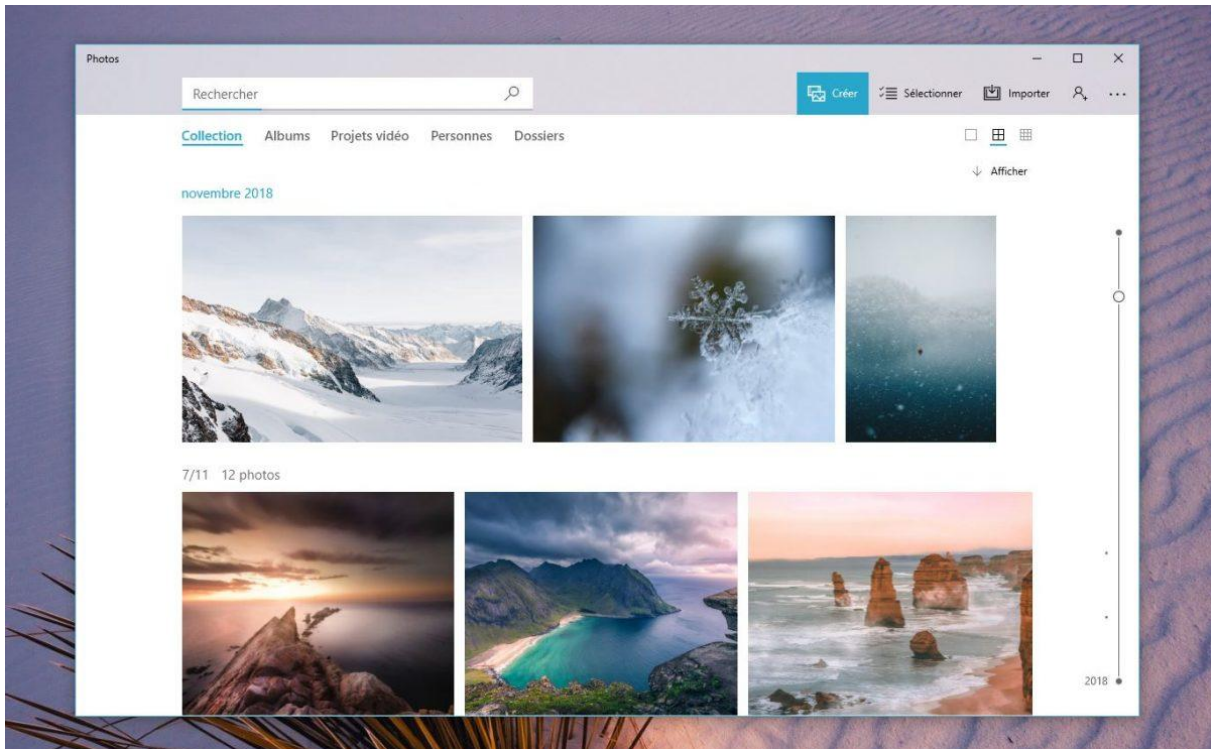 Photos
Rechercher
Créer
Sélectionner
Importer
Collection
Albums
Projets vidéo
Personnes
Dossiers
Afficher
novembre 2018
7/11 12 photos
2018